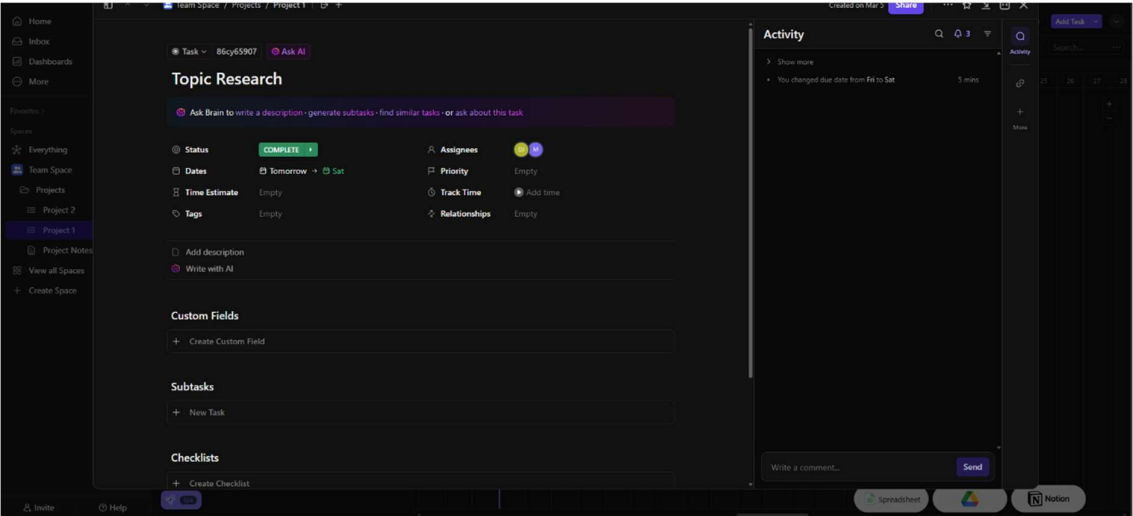 Home
Inbox
Dashboards
More
Favorites
Spaces
Everything
Team Space
Projects
Project 2
Project 1
Project Notes
View all Spaces
Create Space
Invite
Help
Team Space / Projects / Project 1
Created on Mar 5
Share
Task 86cy65907 Ask AI
Topic Research
Ask Brain to write a description · generate subtasks · find similar tasks · or ask about this task
Status COMPLETE
Assignees M
Dates Tomorrow → Sat
Priority Empty
Time Estimate Empty
Track Time Add time
Tags Empty
Relationships Empty
Add description
Write with AI
Custom Fields
+ Create Custom Field
Subtasks
+ New Task
Checklists
+ Create Checklist
Activity
3
Show more
You changed due date from Fri to Sat 5 mins
Write a comment...
Send
Activity
More
Add Task
Search...
25 26 27 28
Spreadsheet
Notion